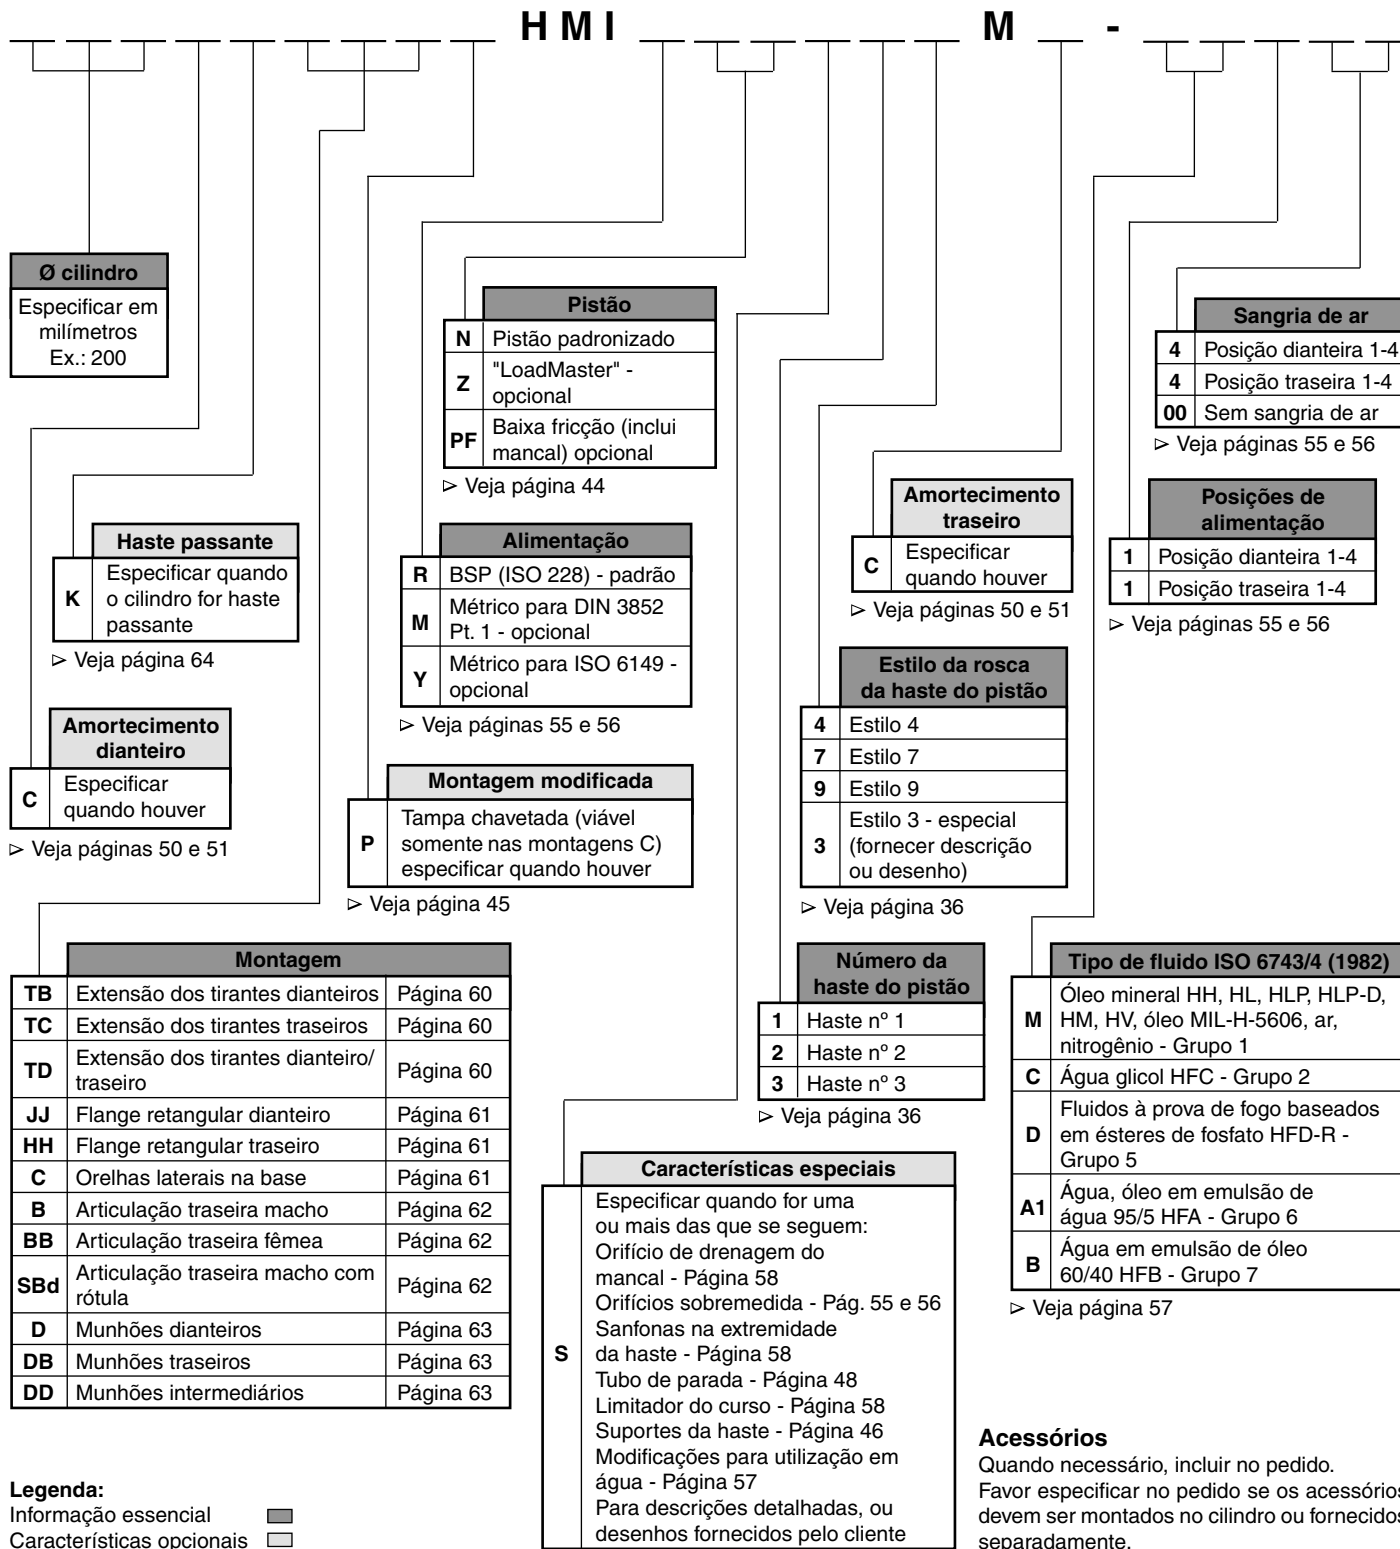 HMI M -
Ø cilindro
Especificar em
milímetros
Ex.: 200
Pistão
N Pistão padronizado
Z "LoadMaster" -
opcional
PF Baixa fricção (inclui
mancal) opcional
▷ Veja página 44
Sangria de ar
4 Posição dianteira 1-4
4 Posição traseira 1-4
00 Sem sangria de ar
▷ Veja páginas 55 e 56
Haste passante
K Especificar quando
o cilindro for haste
passante
▷ Veja página 64
Alimentação
R BSP (ISO 228) - padrão
M Métrico para DIN 3852
Pt. 1 - opcional
Y Métrico para ISO 6149 -
opcional
▷ Veja páginas 55 e 56
Amortecimento
traseiro
C Especificar
quando houver
▷ Veja páginas 50 e 51
Posições de
alimentação
1 Posição dianteira 1-4
1 Posição traseira 1-4
▷ Veja páginas 55 e 56
Amortecimento
dianteiro
C Especificar
quando houver
▷ Veja páginas 50 e 51
Montagem modificada
P Tampa chavetada (viável
somente nas montagens C)
especificar quando houver
▷ Veja página 45
Estilo da rosca
da haste do pistão
4 Estilo 4
7 Estilo 7
9 Estilo 9
3 Estilo 3 - especial
(fornecer descrição
ou desenho)
▷ Veja página 36
Montagem
TB Extensão dos tirantes dianteiros Página 60
TC Extensão dos tirantes traseiros Página 60
TD Extensão dos tirantes dianteiro/
traseiro Página 60
JJ Flange retangular dianteiro Página 61
HH Flange retangular traseiro Página 61
C Orelhas laterais na base Página 61
B Articulação traseira macho Página 62
BB Articulação traseira fêmea Página 62
SBd Articulação traseira macho com
rótula Página 62
D Munhões dianteiros Página 63
DB Munhões traseiros Página 63
DD Munhões intermediários Página 63
Número da
haste do pistão
1 Haste nº 1
2 Haste nº 2
3 Haste nº 3
▷ Veja página 36
Tipo de fluido ISO 6743/4 (1982)
M Óleo mineral HH, HL, HLP, HLP-D,
HM, HV, óleo MIL-H-5606, ar,
nitrogênio - Grupo 1
C Água glicol HFC - Grupo 2
D Fluidos à prova de fogo baseados
em ésteres de fosfato HFD-R -
Grupo 5
A1 Água, óleo em emulsão de
água 95/5 HFA - Grupo 6
B Água em emulsão de óleo
60/40 HFB - Grupo 7
▷ Veja página 57
Características especiais
S Especificar quando for uma
ou mais das que se seguem:
Orifício de drenagem do
mancal - Página 58
Orifícios sobremedida - Pág. 55 e 56
Sanfonas na extremidade
da haste - Página 58
Tubo de parada - Página 48
Limitador do curso - Página 58
Suportes da haste - Página 46
Modificações para utilização em
água - Página 57
Para descrições detalhadas, ou
desenhos fornecidos pelo cliente
Legenda:
Informação essencial
Características opcionais
Acessórios
Quando necessário, incluir no pedido.
Favor especificar no pedido se os acessórios
devem ser montados no cilindro ou fornecidos
separadamente.